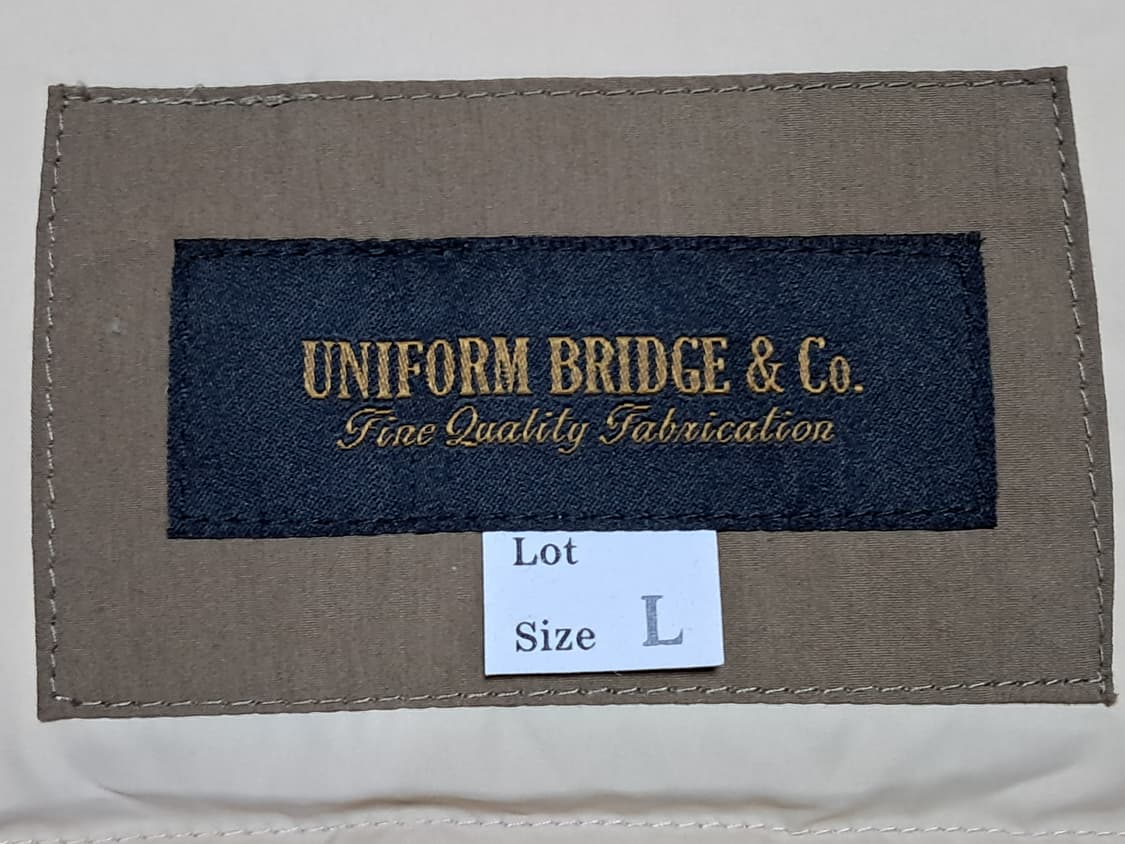 UNIFORM BRIDGE & Co.
Fine Quality Fabrication
Lot
Size L